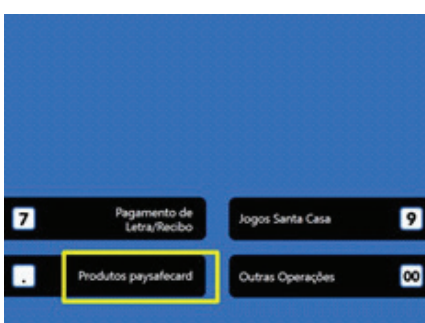 7
Pagamento de
Letra/Recibo
Jogos Santa Casa
9
.
Produtos paysafecard
Outras Operações
00